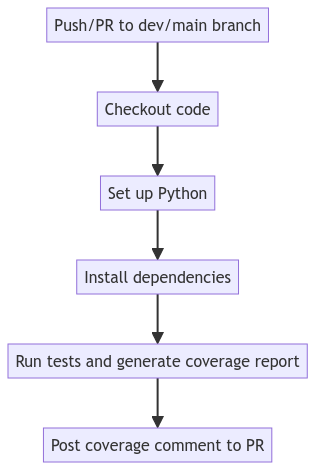 Push/PR to dev/main branch
Checkout code
Set up Python
Install dependencies
Run tests and generate coverage report
Post coverage comment to PR